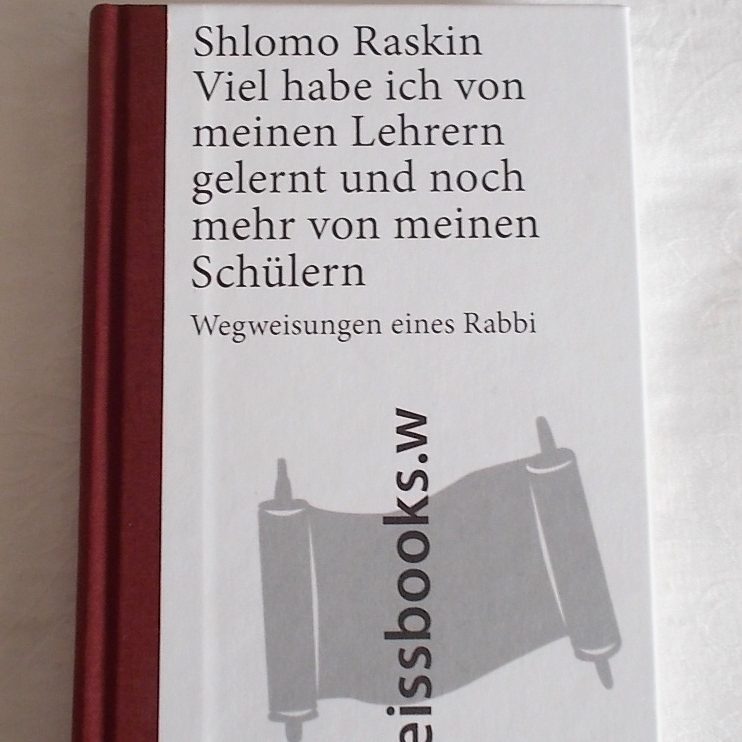 Shlomo Raskin
Viel habe ich von
meinen Lehrern
gelernt und noch
mehr von meinen
Schülern
Wegweisungen eines Rabbi
eissbooks.w